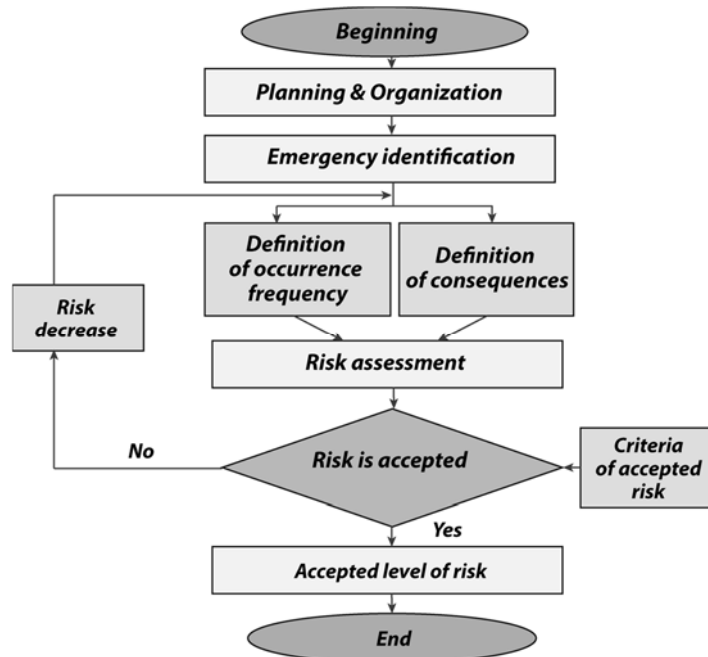 Beginning
Planning & Organization
Emergency identification
Definition
of occurrence
frequency
Definition
of consequences
Risk
decrease
Risk assessment
No
Risk is accepted
Criteria
of accepted
risk
Yes
Accepted level of risk
End